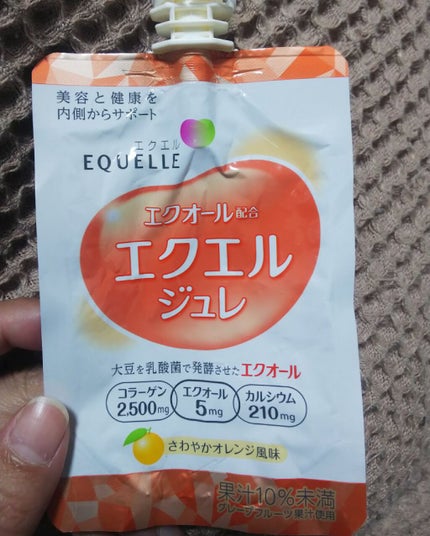 美容と健康を
内側からサポート
エクエル
EQUELLE
エクオール配合
エクエル
ジュレ
大豆を乳酸菌で発酵させたエクオール
コラーゲン エクオール カルシウム
2,500mg 5mg 210mg
さわやかオレンジ風味
果汁10%未満
グレープフルーツ果汁使用